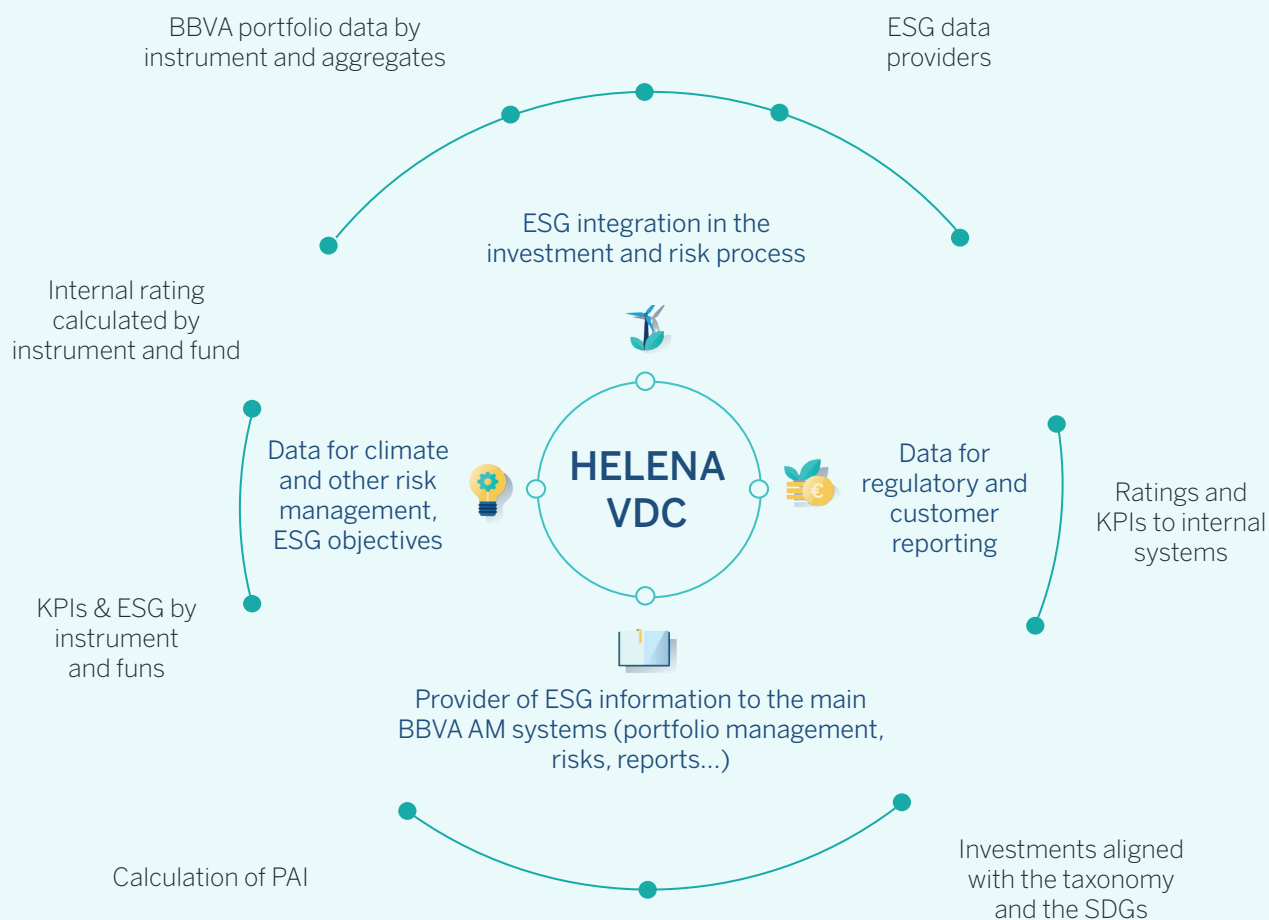 BBVA portfolio data by
instrument and aggregates
ESG data
providers
ESG integration in the
investment and risk process
Internal rating
calculated by
instrument and fund
Data for climate
and other risk
management,
ESG objectives
HELENA
VDC
€
Data for
regulatory and
customer
reporting
Ratings and
KPIs to internal
systems
KPIs & ESG by
instrument
and funs
Provider of ESG information to the main
BBVA AM systems (portfolio management,
risks, reports...)
Calculation of PAI
Investments aligned
with the taxonomy
and the SDGs